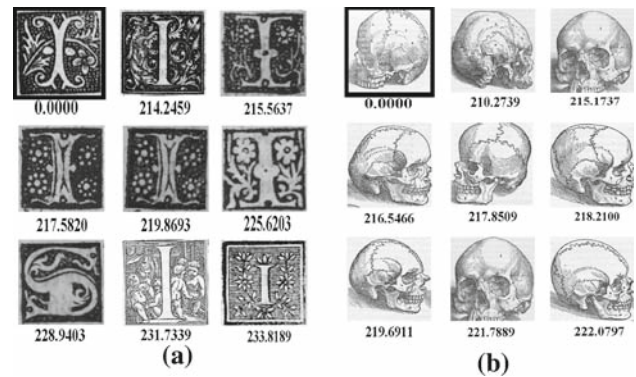 0.0000 214.2459 215.5637
217.5820 219.8693 225.6203
228.9403 231.7339 233.8189
(a)
0.0000 210.2739 215.1737
216.5466 217.8509 218.2100
219.6911 221.7889 222.0797
(b)